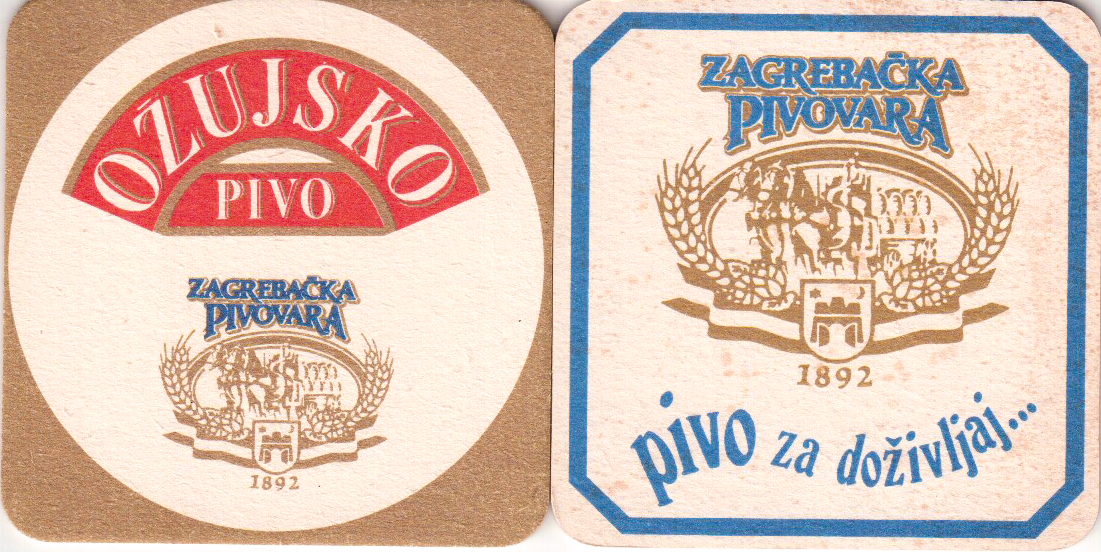 OŽUJSKO
PIVO
ZAGREBAČKA
PIVOVARA
1892
ZAGREBAČKA
PIVOVARA
1892
pivo za doživljaj...